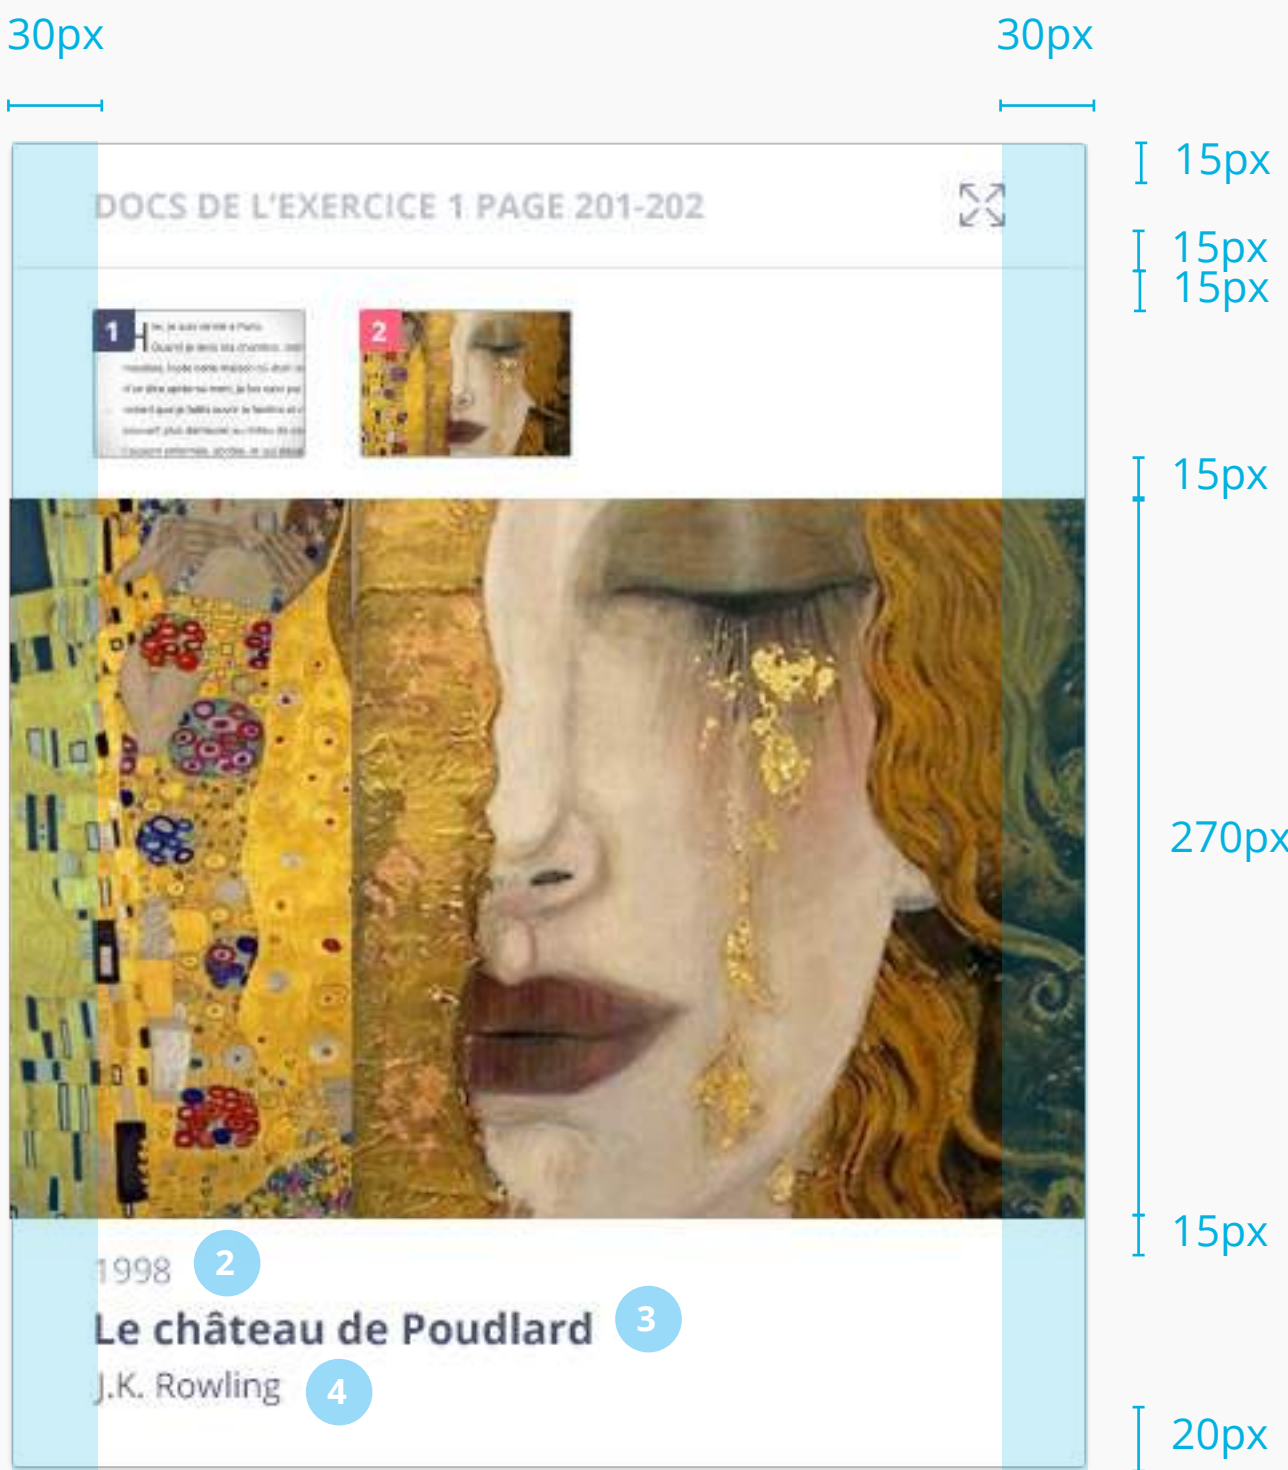 30px 30px
15px
DOCS DE L'EXERCICE 1 PAGE 201-202
15px
15px
1 2
15px
270px
15px
1998 2
Le château de Poudlard 3
J.K. Rowling 4
20px